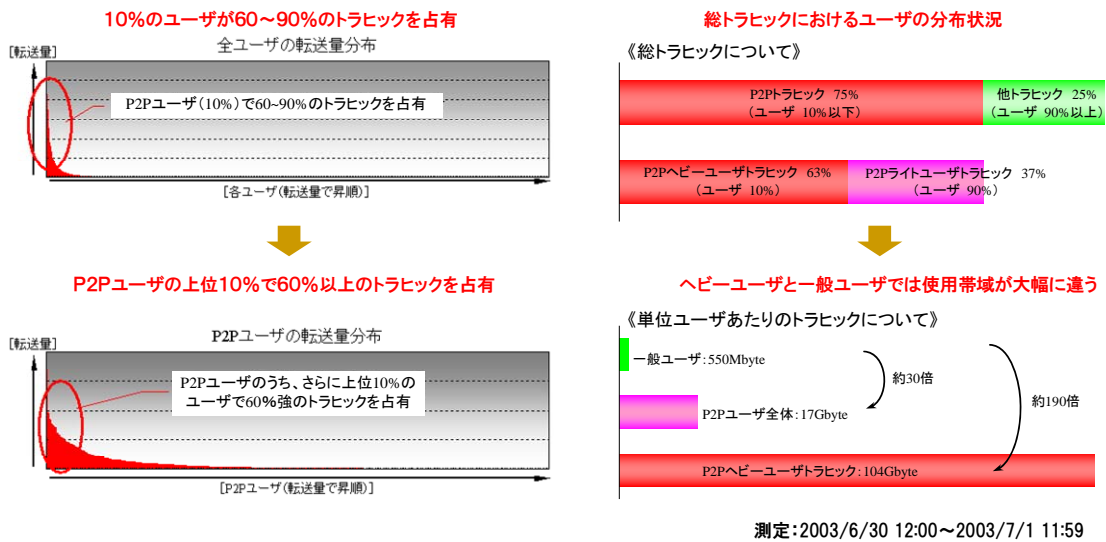 10%のユーザが60~90%のトラヒックを占有
全ユーザの転送量分布
[転送量]
P2Pユーザ(10%)で60~90%のトラヒックを占有
[各ユーザ(転送量で昇順)]
P2Pユーザの上位10%で60%以上のトラヒックを占有
P2Pユーザの転送量分布
[転送量]
P2Pユーザのうち、さらに上位10%の
ユーザで60%強のトラヒックを占有
[P2Pユーザ(転送量で昇順)]
総トラヒックにおけるユーザの分布状況
《総トラヒックについて》
P2Pトラヒック 75%
(ユーザ 10%以下)
他トラヒック 25%
(ユーザ 90%以上)
P2Pヘビーユーザトラヒック 63%
(ユーザ 10%)
P2Pライトユーザトラヒック 37%
(ユーザ 90%)
ヘビーユーザと一般ユーザでは使用帯域が大幅に違う
《単位ユーザあたりのトラヒックについて》
一般ユーザ:550Mbyte
約30倍
P2Pユーザ全体:17Gbyte
約190倍
P2Pヘビーユーザトラヒック:104Gbyte
測定:2003/6/30 12:00~2003/7/1 11:59